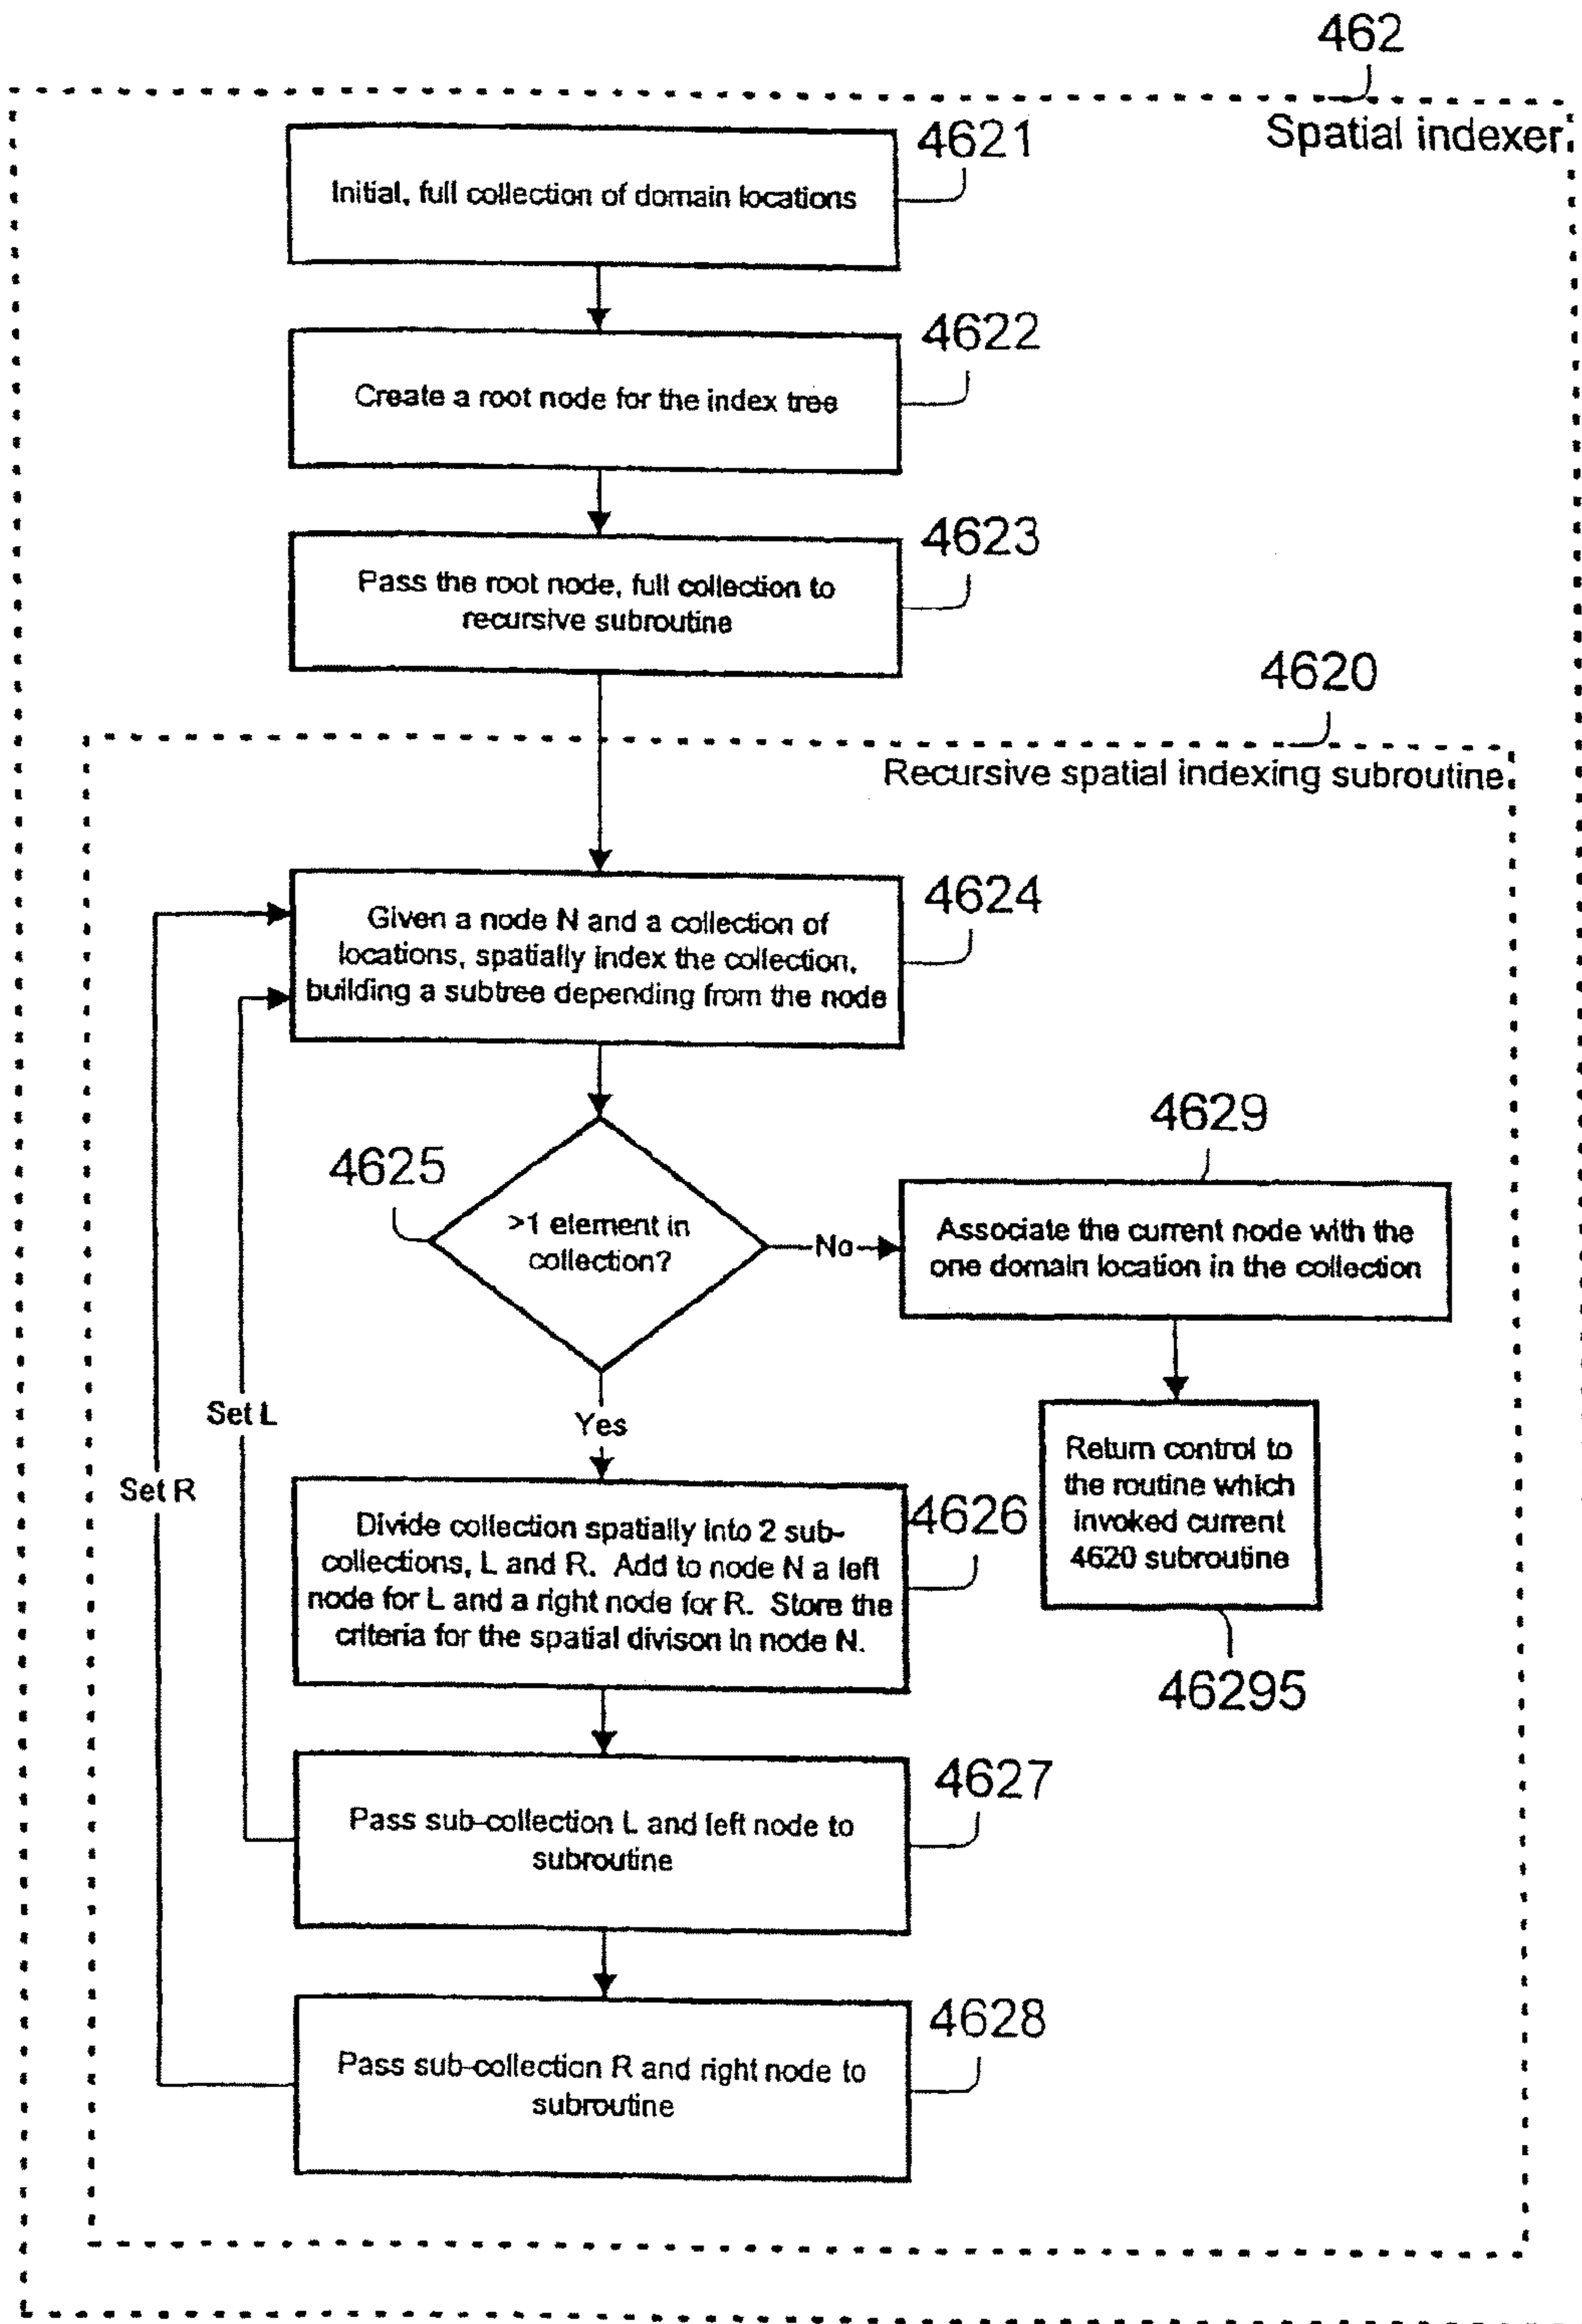 462
Spatial indexer
4621
Initial, full collection of domain locations
4622
Create a root node for the index tree
4623
Pass the root node, full collection to
recursive subroutine
4620
Recursive spatial indexing subroutine
4624
Given a node N and a collection of
locations, spatially index the collection,
building a subtree depending from the node
4625
>1 element in
collection?
No
4629
Associate the current node with the
one domain location in the collection
Yes
Set L
Set R
Return control to
the routine which
invoked current
4620 subroutine
46295
4626
Divide collection spatially into 2 sub-
collections, L and R. Add to node N a left
node for L and a right node for R. Store the
criteria for the spatial divison in node N.
4627
Pass sub-collection L and left node to
subroutine
4628
Pass sub-collection R and right node to
subroutine